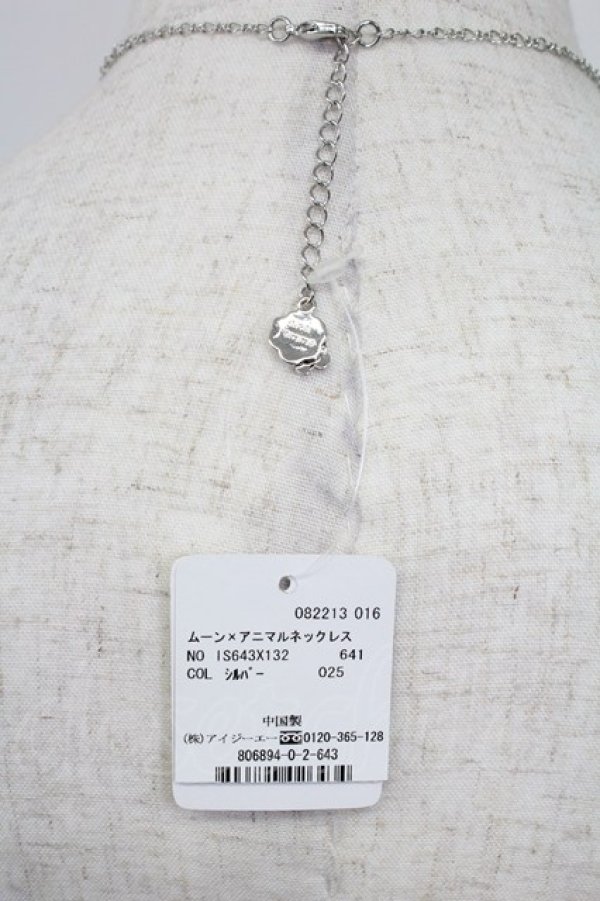 082213 016
ムーン×アニマルネックレス
NO IS643X132 641
COL ｼﾙﾊﾞｰ 025
中国製
(株)アイジーエー 0120-365-128
806894-0-2-643